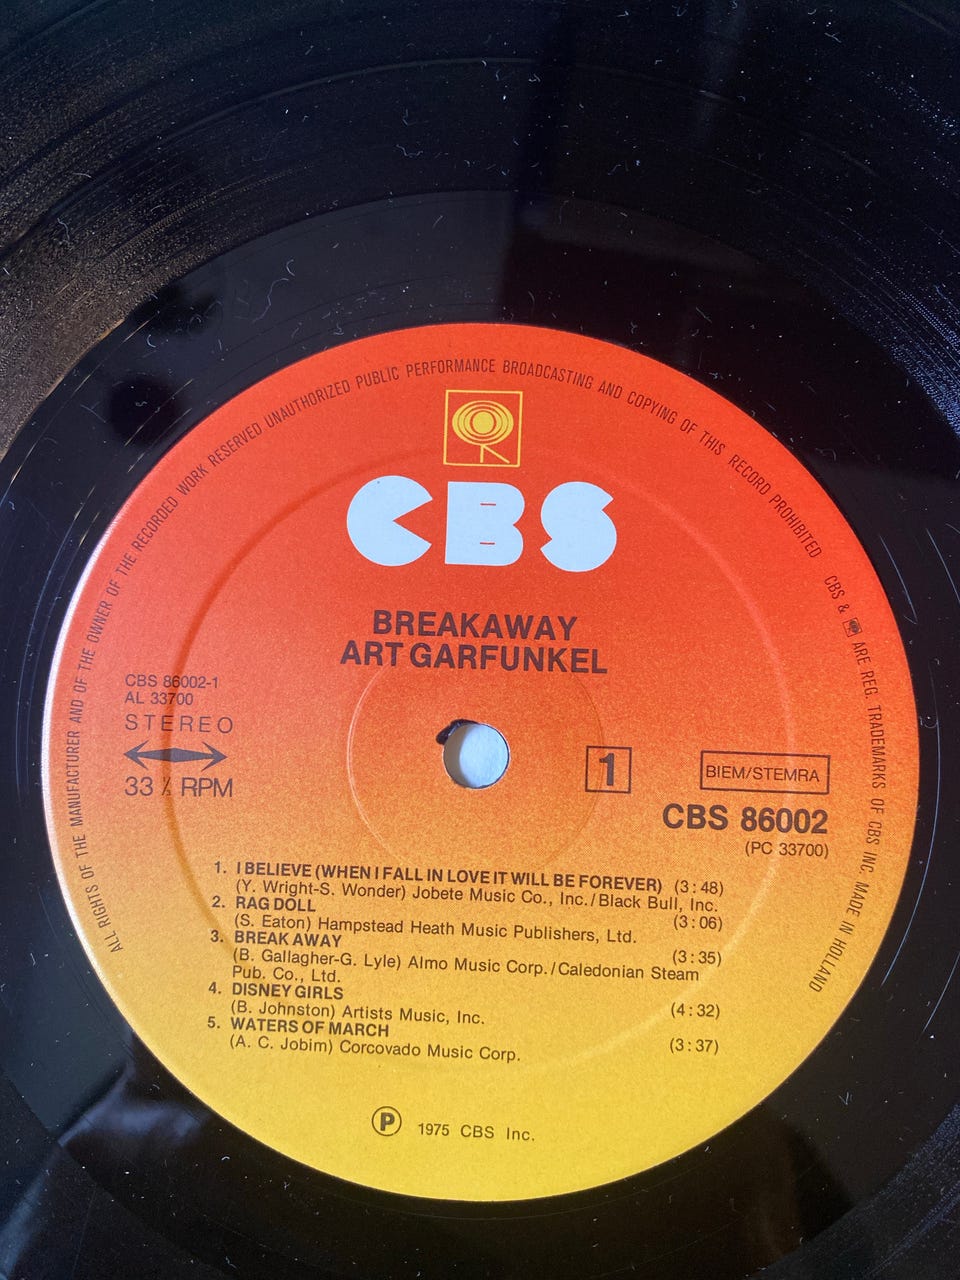 ALL RIGHTS OF THE MANUFACTURER AND OF THE OWNER OF THE RECORDED WORK RESERVED UNAUTHORIZED PUBLIC PERFORMANCE BROADCASTING AND COPYING OF THIS RECORD PROHIBITED
CBS & ARE REG. TRADEMARKS OF CBS INC. MADE IN HOLLAND
CBS
BREAKAWAY
ART GARFUNKEL
CBS 86002-1
AL 33700
STEREO
33 ⅓ RPM
1
BIEM/STEMRA
CBS 86002
(PC 33700)
1. I BELIEVE (WHEN I FALL IN LOVE IT WILL BE FOREVER) (3:48)
(Y. Wright-S. Wonder) Jobete Music Co., Inc./Black Bull, Inc.
2. RAG DOLL (3:06)
(S. Eaton) Hampstead Heath Music Publishers, Ltd.
3. BREAK AWAY (3:35)
(B. Gallagher-G. Lyle) Almo Music Corp./Caledonian Steam
Pub. Co., Ltd.
4. DISNEY GIRLS (4:32)
(B. Johnston) Artists Music, Inc.
5. WATERS OF MARCH (3:37)
(A. C. Jobim) Corcovado Music Corp.
Ⓟ 1975 CBS Inc.